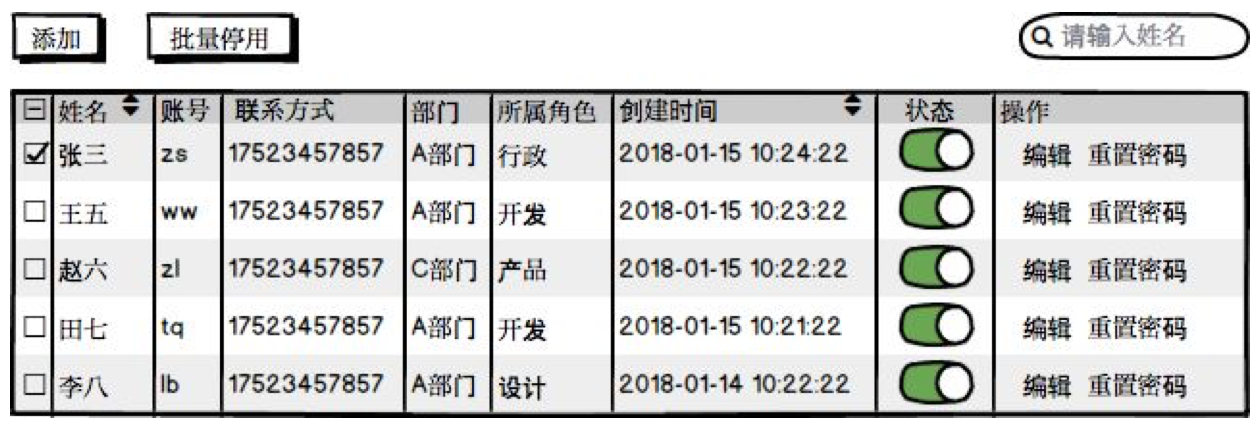 添加 批量停用 请输入姓名
姓名 账号 联系方式 部门 所属角色 创建时间 状态 操作
张三 zs 17523457857 A部门 行政 2018-01-15 10:24:22 编辑 重置密码
王五 ww 17523457857 A部门 开发 2018-01-15 10:23:22 编辑 重置密码
赵六 zl 17523457857 C部门 产品 2018-01-15 10:22:22 编辑 重置密码
田七 tq 17523457857 A部门 开发 2018-01-15 10:21:22 编辑 重置密码
李八 lb 17523457857 A部门 设计 2018-01-14 10:22:22 编辑 重置密码